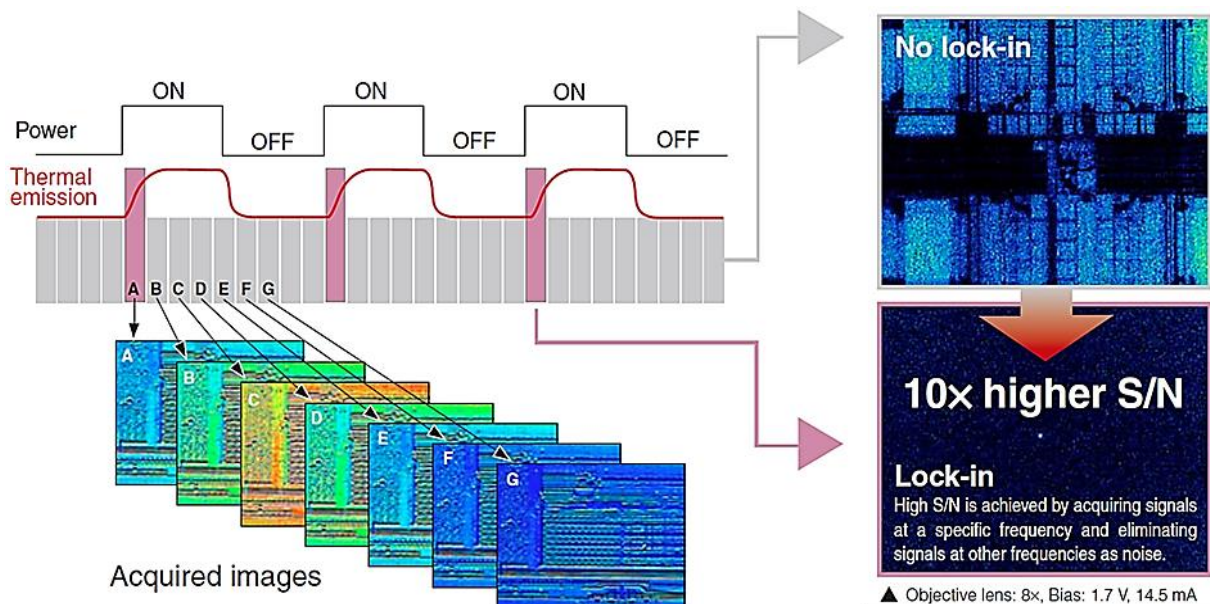 ON
ON
ON
Power
OFF
OFF
OFF
Thermal
emission
A B C D E F G
A
B
C
D
E
F
G
Acquired images
No lock-in
10× higher S/N
Lock-in
High S/N is achieved by acquiring signals
at a specific frequency and eliminating
signals at other frequencies as noise.
▲ Objective lens: 8×, Bias: 1.7 V, 14.5 mA